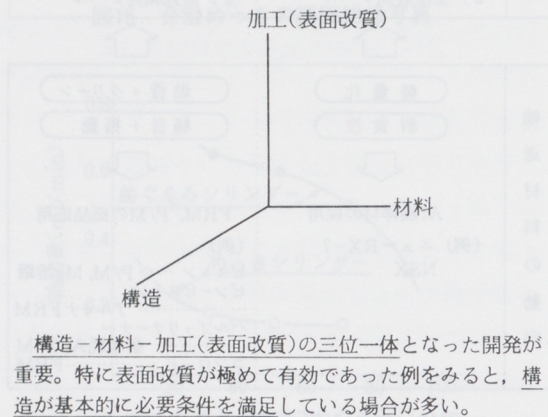 加工(表面改質)
材料
構造
構造－材料－加工(表面改質)の三位一体となった開発が
重要。特に表面改質が極めて有効であった例をみると，構
造が基本的に必要条件を満足している場合が多い。